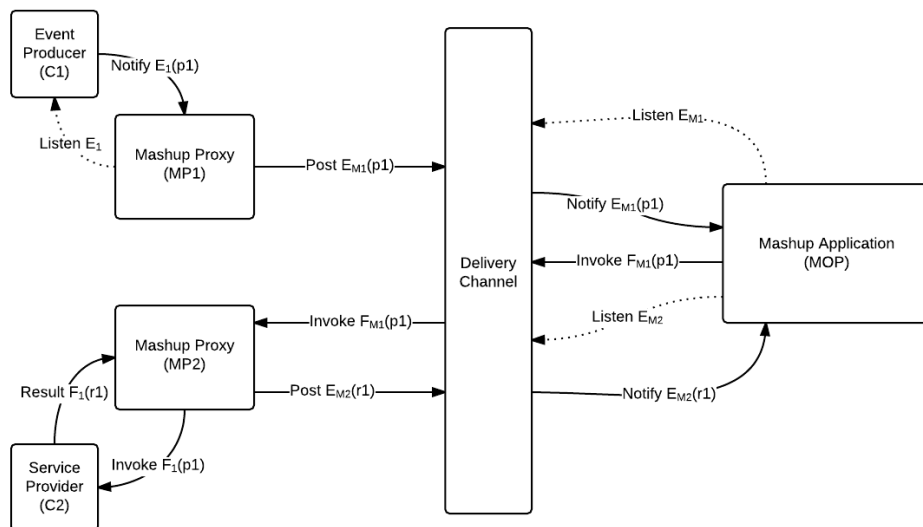 Event
Producer
(C1)
Notify E₁(p1)
Listen E₁
Mashup Proxy
(MP1)
Post Eₘ₁(p1)
Listen Eₘ₁
Notify Eₘ₁(p1)
Mashup Application
(MOP)
Delivery
Channel
Invoke Fₘ₁(p1)
Listen Eₘ₂
Notify Eₘ₂(r1)
Mashup Proxy
(MP2)
Invoke Fₘ₁(p1)
Post Eₘ₂(r1)
Result F₁(r1)
Invoke F₁(p1)
Service
Provider
(C2)